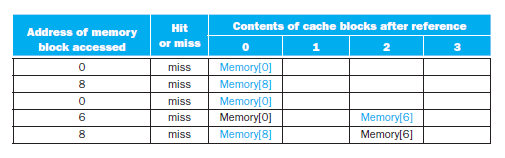 Address of memory block accessed Hit or miss Contents of cache blocks after reference
0 1 2 3
0 miss Memory[0]
8 miss Memory[8]
0 miss Memory[0]
6 miss Memory[0] Memory[6]
8 miss Memory[8] Memory[6]